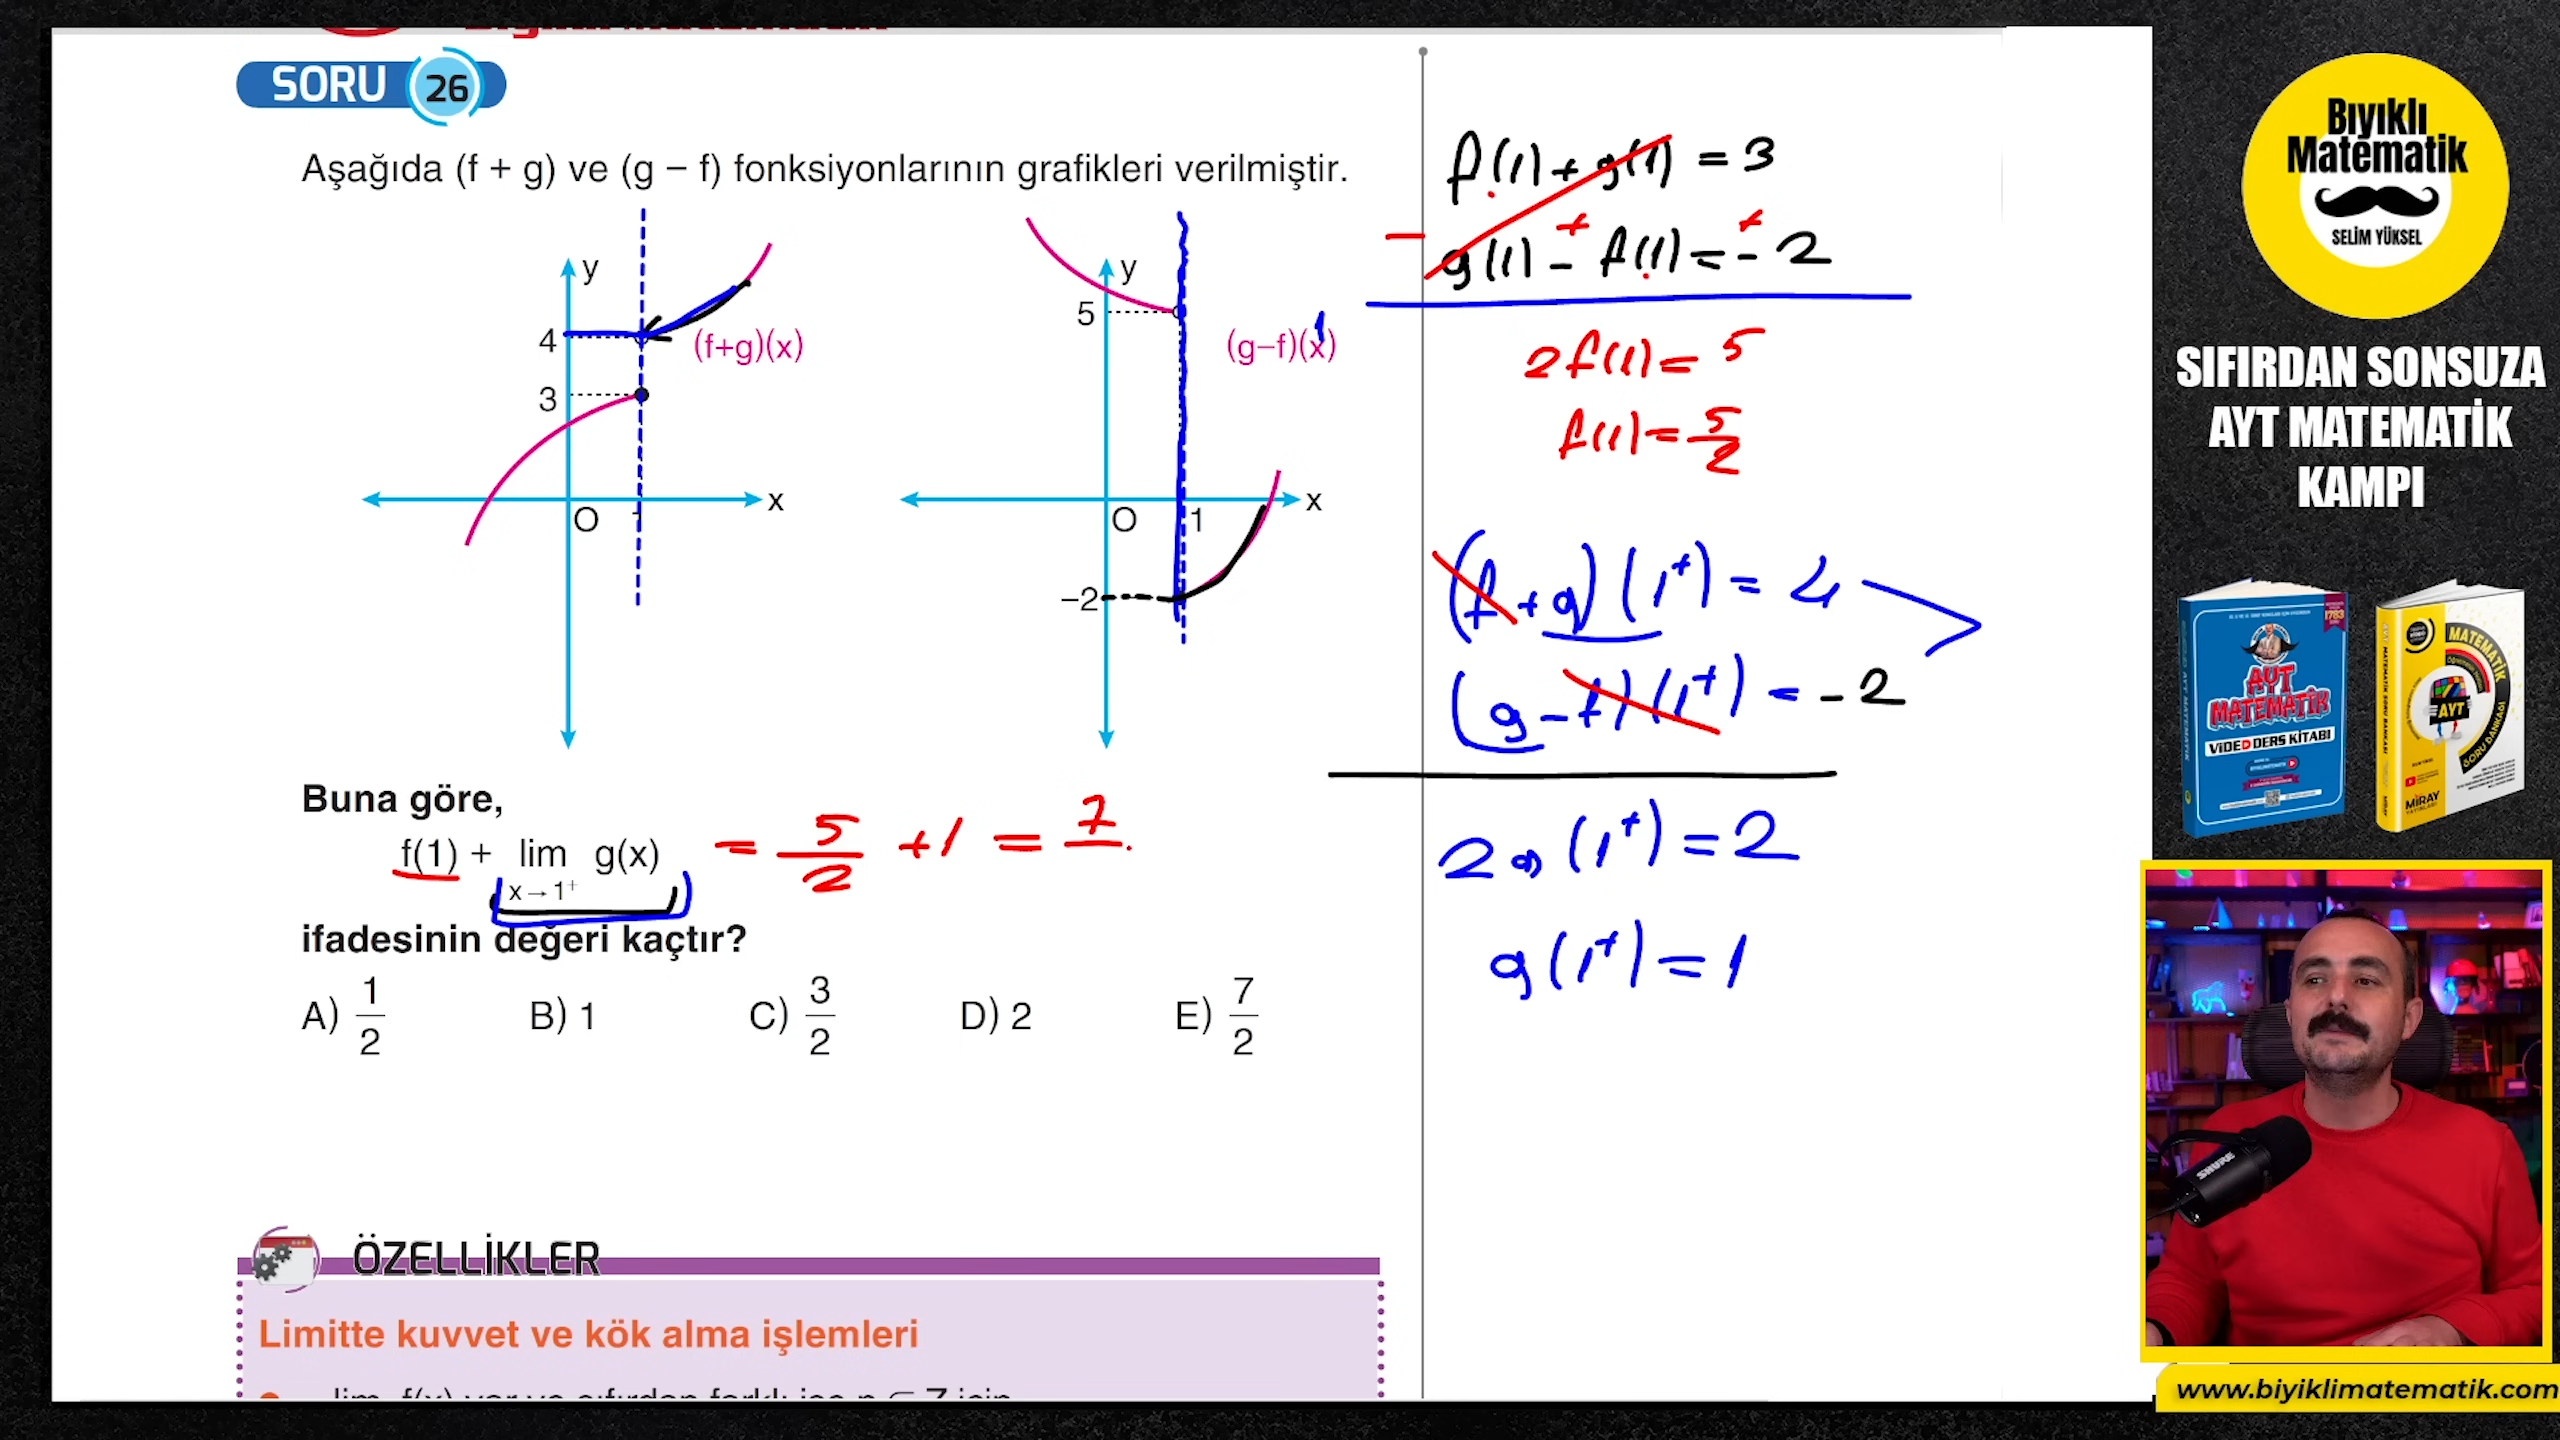 SORU 26
Aşağıda (f + g) ve (g − f) fonksiyonlarının grafikleri verilmiştir.
y
4
3
(f+g)(x)
O
1
x
y
5
(g−f)(x)
1
O
1
x
−2
Buna göre,
f(1) + lim g(x) = 5/2 + 1 = 7
x→1⁺
ifadesinin değeri kaçtır?
A) 1/2 B) 1 C) 3/2 D) 2 E) 7/2
ÖZELLİKLER
Limitte kuvvet ve kök alma işlemleri
f(1) + g(1) = 3
− g(1) − f(1) = − 2
+ +
2f(1) = 5
f(1) = 5/2
(f + g)(1⁺) = 4
(g − f)(1⁺) = − 2
2g(1⁺) = 2
g(1⁺) = 1
Bıyıklı
Matematik
SELİM YÜKSEL
SIFIRDAN SONSUZA
AYT MATEMATİK
KAMPI
AYT
MATEMATİK
VİDEO DERS KİTABI
MATEMATİK
AYT
SORU BANKASI
MİRAY
SHURE
www.biyiklimatematik.com